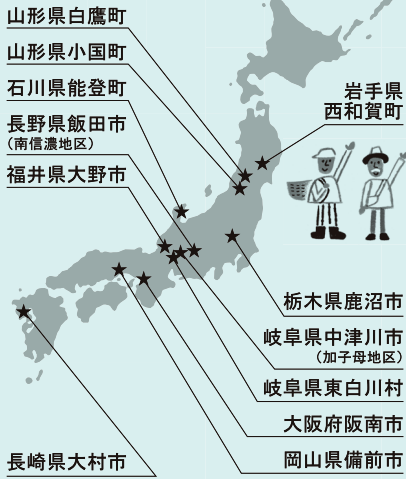 山形県白鷹町
山形県小国町
石川県能登町
長野県飯田市
(南信濃地区)
福井県大野市
岩手県
西和賀町
栃木県鹿沼市
岐阜県中津川市
(加子母地区)
岐阜県東白川村
大阪府阪南市
岡山県備前市
長崎県大村市